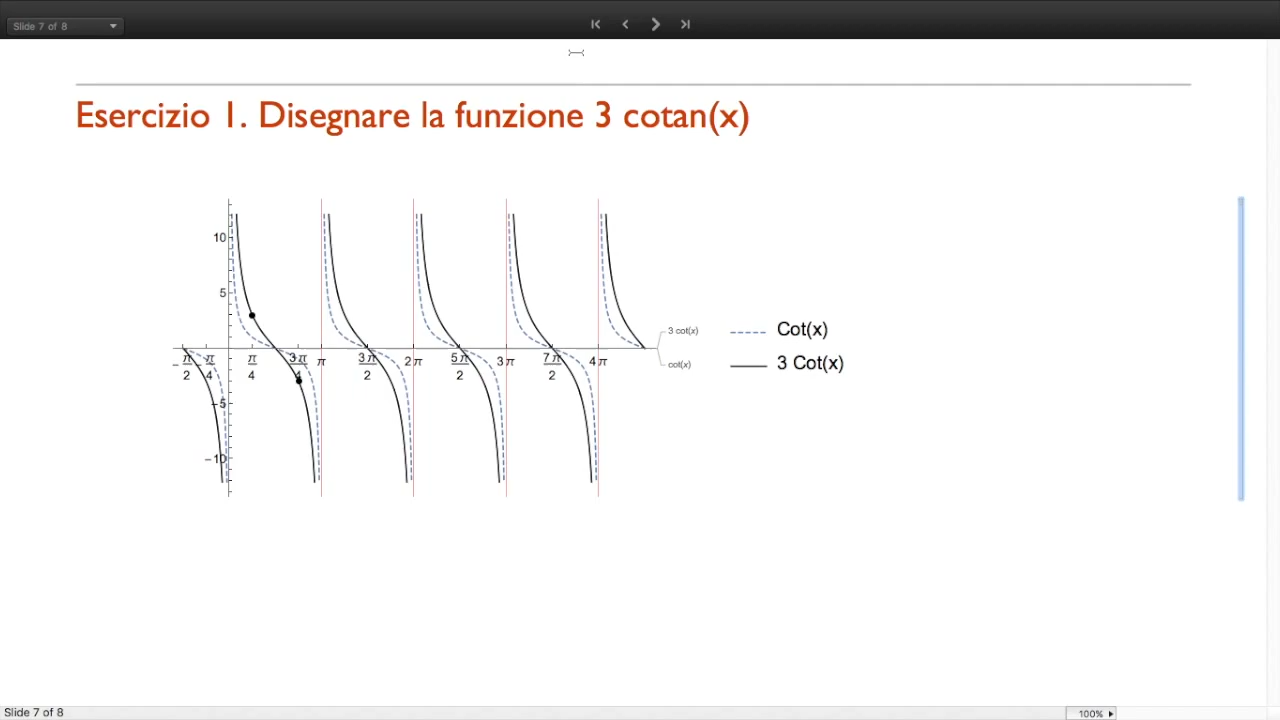 Slide 7 of 8
Esercizio 1. Disegnare la funzione 3 cotan(x)
10
5
3 cot(x)
Cot(x)
cot(x)
3 Cot(x)
-π/2 -π/4 π/4 3π/4 π 3π/2 2π 5π/2 3π 7π/2 4π
-5
-10
Slide 7 of 8
100%